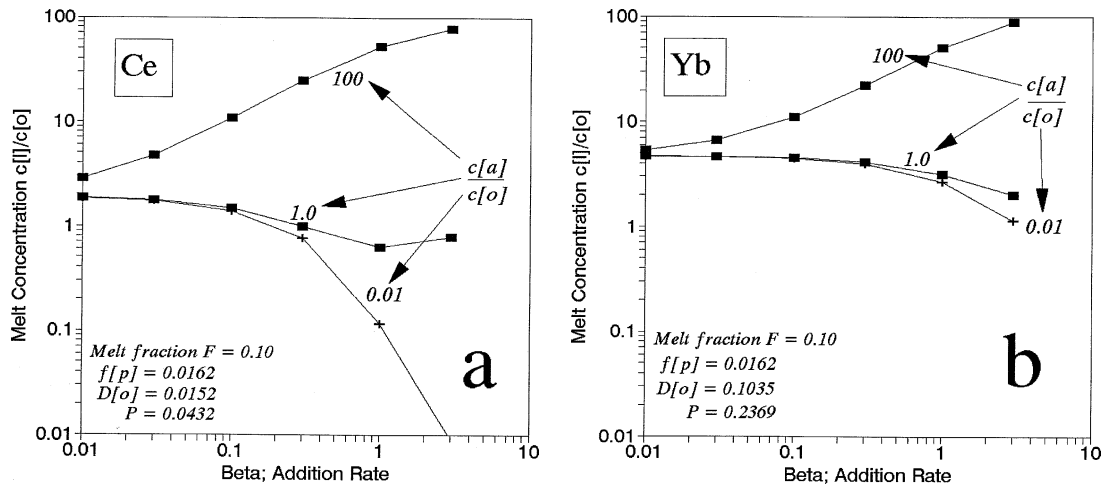 Ce
Melt Concentration c[l]/c[o]
100
10
1
0.1
0.01
100
1.0
0.01
c[a]
c[o]
Melt fraction F = 0.10
f[p] = 0.0162
D[o] = 0.0152
P = 0.0432
a
0.01
0.1
1
10
Beta; Addition Rate
Yb
Melt Concentration c[l]/c[o]
100
10
1
0.1
0.01
100
1.0
0.01
c[a]
c[o]
Melt fraction F = 0.10
f[p] = 0.0162
D[o] = 0.1035
P = 0.2369
b
0.01
0.1
1
10
Beta; Addition Rate